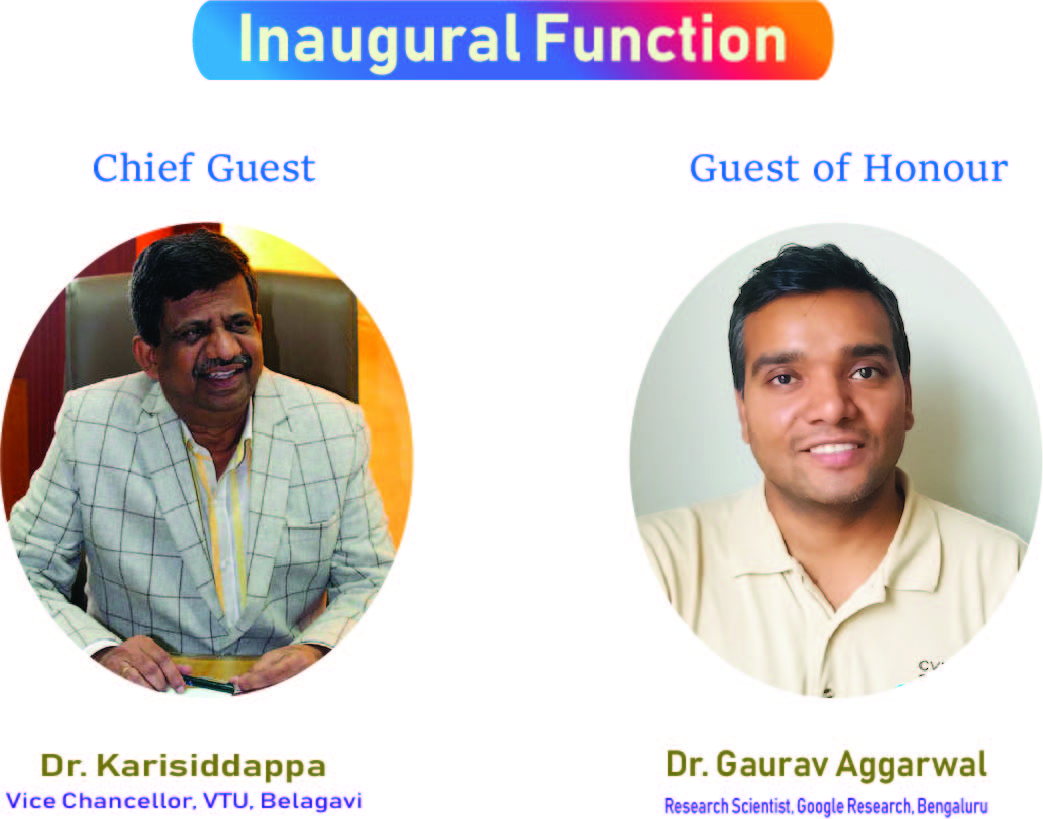 Inaugural Function
Chief Guest
Guest of Honour
Dr. Karisiddappa
Vice Chancellor, VTU, Belagavi
Dr. Gaurav Aggarwal
Research Scientist, Google Research, Bengaluru